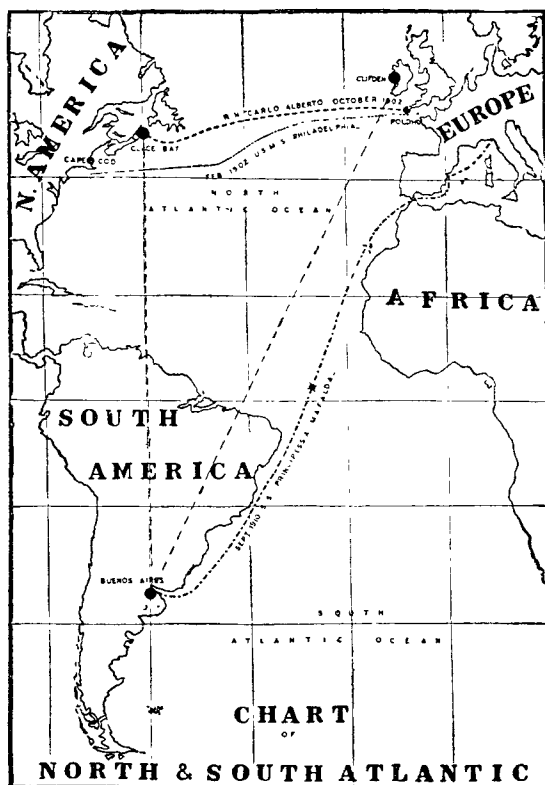 N. AMERICA
CLIFDEN
EUROPE
R.N. CARLO ALBERTO OCTOBER 1902
POLDHU
GLACE BAY
CAPE COD
FEB. 1902 U.S.M.S. PHILADELPHIA.
NORTH
ATLANTIC OCEAN
AFRICA
SOUTH
AMERICA
SEPT 1910 S.S. PRINCIPESSA MAFALDA.
BUENOS AIRES
SOUTH
ATLANTIC OCEAN
CHART
OF
NORTH & SOUTH ATLANTIC